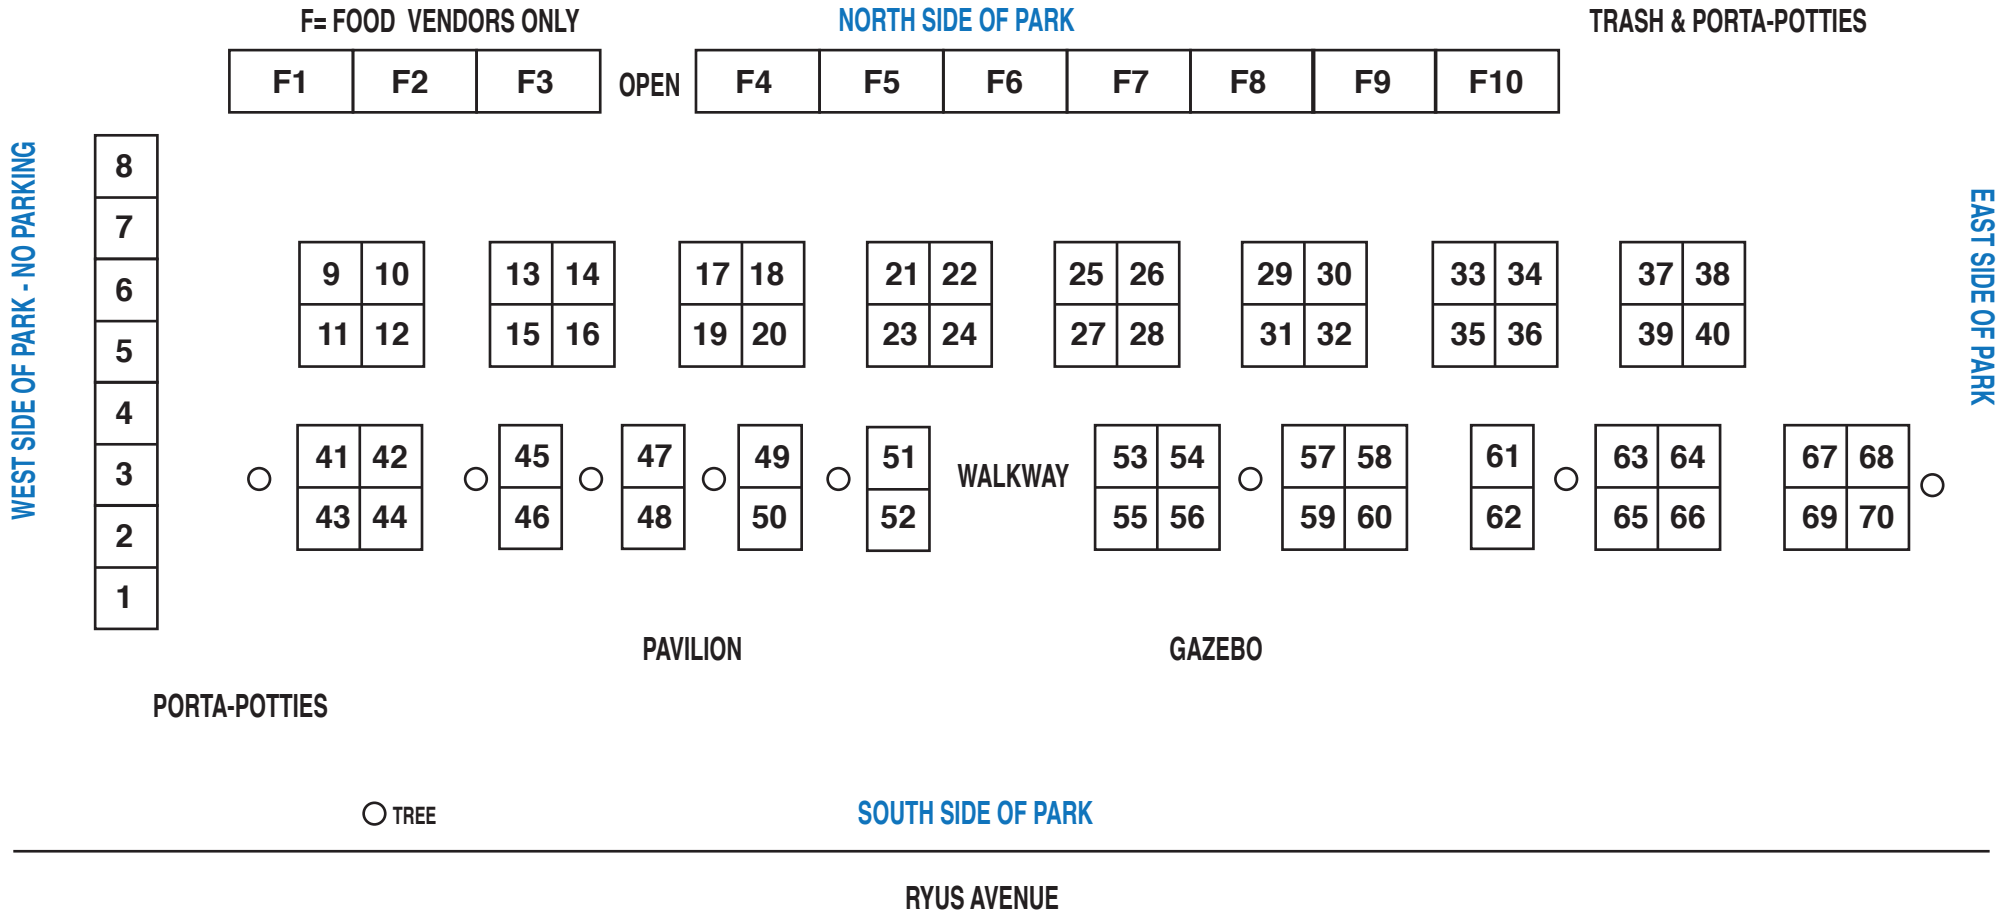 F= FOOD VENDORS ONLY
NORTH SIDE OF PARK
TRASH & PORTA-POTTIES
F1 F2 F3 OPEN F4 F5 F6 F7 F8 F9 F10
WEST SIDE OF PARK - NO PARKING
8
7
6
5
4
3
2
1
9 10 13 14 17 18 21 22 25 26 29 30 33 34 37 38
11 12 15 16 19 20 23 24 27 28 31 32 35 36 39 40
EAST SIDE OF PARK
41 42 45 47 49 51 53 54 57 58 61 63 64 67 68
WALKWAY
43 44 46 48 50 52 55 56 59 60 62 65 66 69 70
PAVILION
GAZEBO
PORTA-POTTIES
TREE
SOUTH SIDE OF PARK
RYUS AVENUE